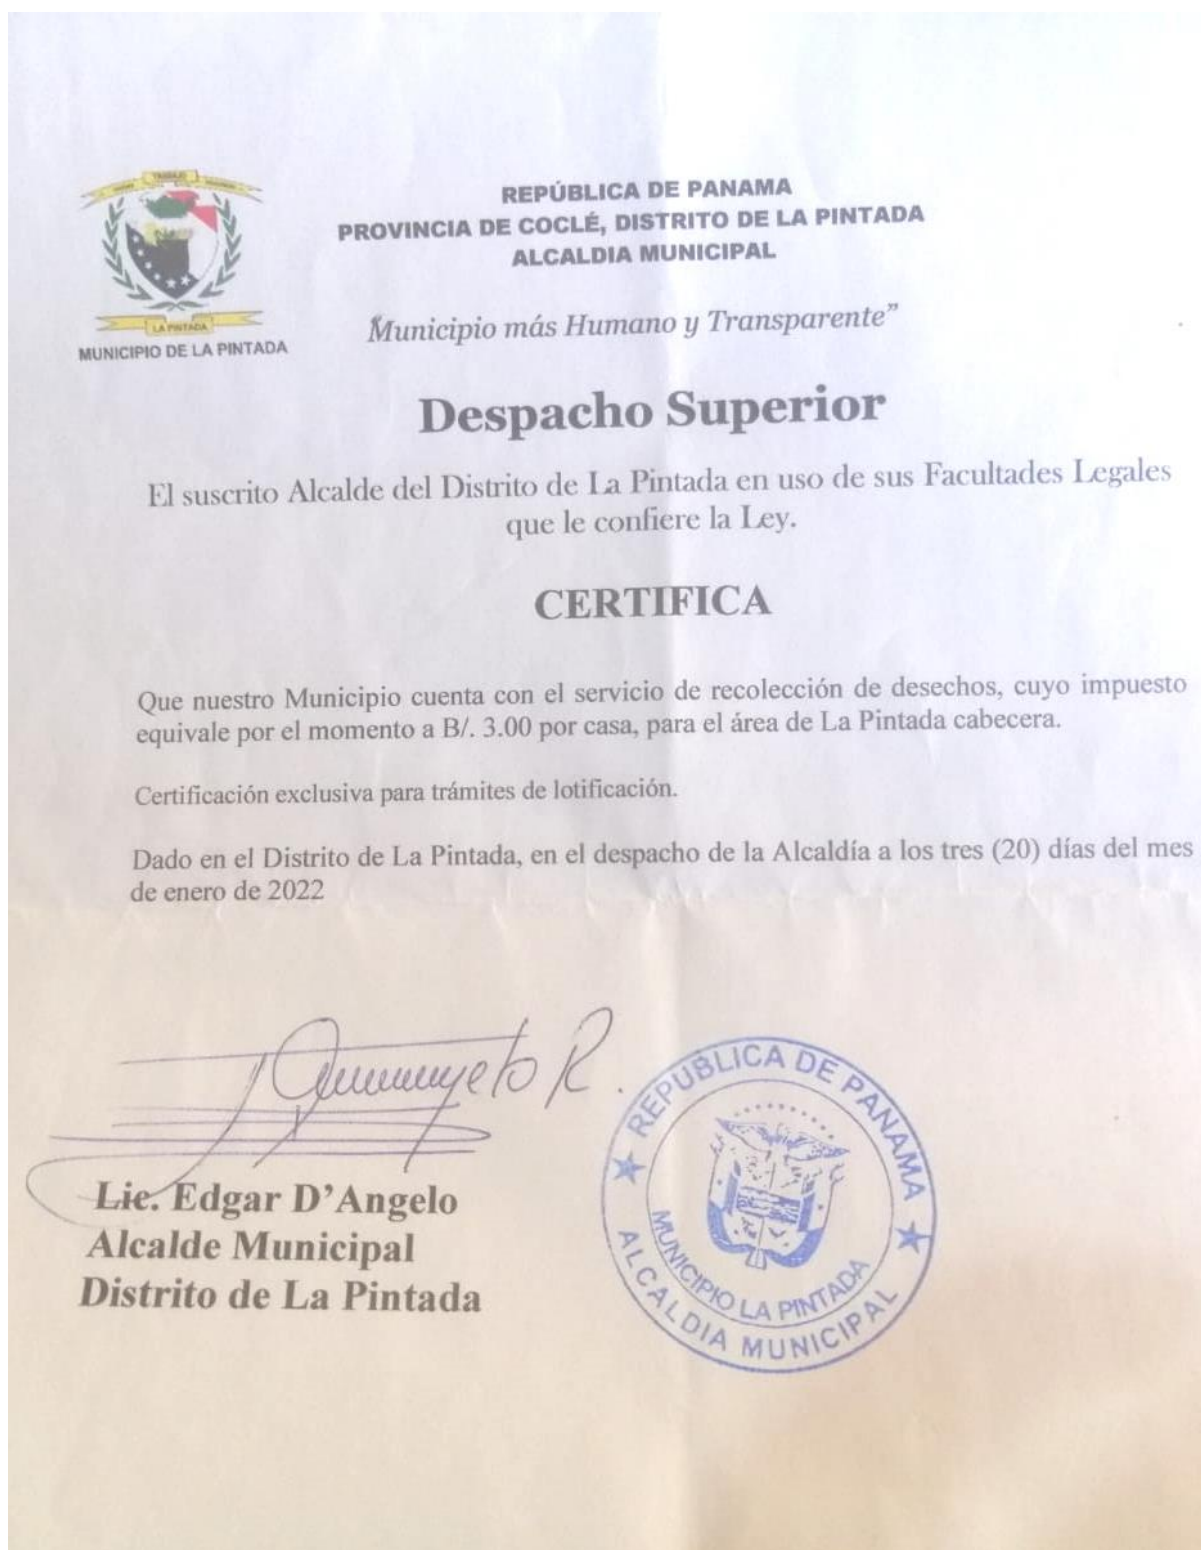 TRABAJO
LA PINTADA
MUNICIPIO DE LA PINTADA
REPÚBLICA DE PANAMA
PROVINCIA DE COCLÉ, DISTRITO DE LA PINTADA
ALCALDIA MUNICIPAL
“Municipio más Humano y Transparente”
Despacho Superior
El suscrito Alcalde del Distrito de La Pintada en uso de sus Facultades Legales
que le confiere la Ley.
CERTIFICA
Que nuestro Municipio cuenta con el servicio de recolección de desechos, cuyo impuesto
equivale por el momento a B/. 3.00 por casa, para el área de La Pintada cabecera.
Certificación exclusiva para trámites de lotificación.
Dado en el Distrito de La Pintada, en el despacho de la Alcaldía a los tres (20) días del mes
de enero de 2022
Lic. Edgar D’Angelo
Alcalde Municipal
Distrito de La Pintada
REPUBLICA DE PANAMA
MUNICIPIO LA PINTADA
ALCALDIA MUNICIPAL